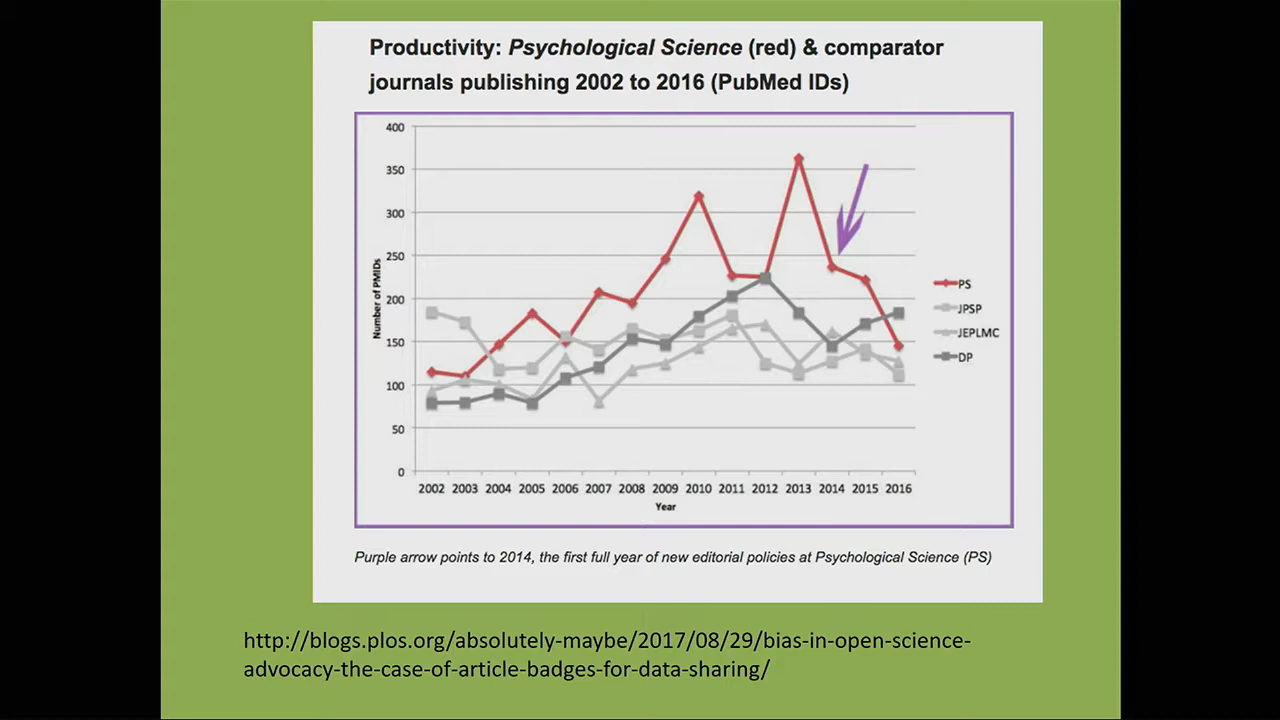 Productivity: Psychological Science (red) & comparator
journals publishing 2002 to 2016 (PubMed IDs)
400
350
300
250
200
150
100
50
0
Number of PMIDs
2002 2003 2004 2005 2006 2007 2008 2009 2010 2011 2012 2013 2014 2015 2016
Year
PS
JPSP
JEPLMC
DP
Purple arrow points to 2014, the first full year of new editorial policies at Psychological Science (PS)
http://blogs.plos.org/absolutely-maybe/2017/08/29/bias-in-open-science-
advocacy-the-case-of-article-badges-for-data-sharing/